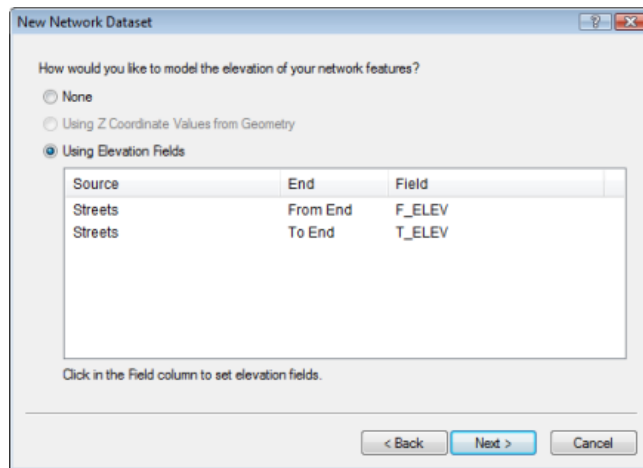 New Network Dataset
How would you like to model the elevation of your network features?
None
Using Z Coordinate Values from Geometry
Using Elevation Fields
Source End Field
Streets From End F_ELEV
Streets To End T_ELEV
Click in the Field column to set elevation fields.
< Back Next > Cancel